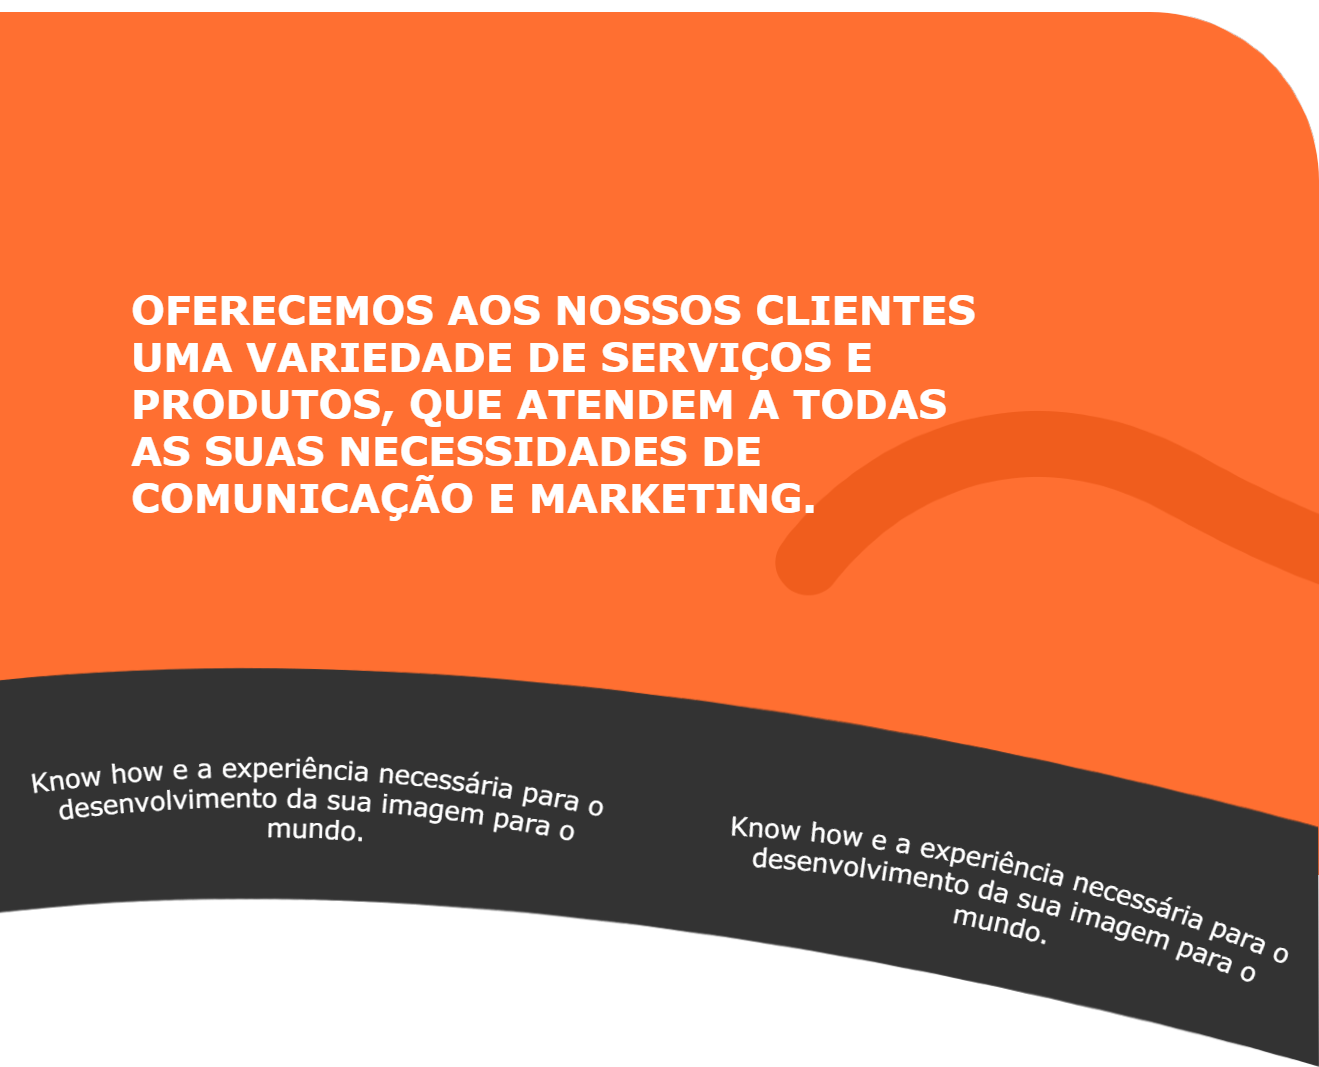 OFERECEMOS AOS NOSSOS CLIENTES
UMA VARIEDADE DE SERVIÇOS E
PRODUTOS, QUE ATENDEM A TODAS
AS SUAS NECESSIDADES DE
COMUNICAÇÃO E MARKETING.
Know how e a experiência necessária para o
desenvolvimento da sua imagem para o
mundo.
Know how e a experiência necessária para o
desenvolvimento da sua imagem para o
mundo.